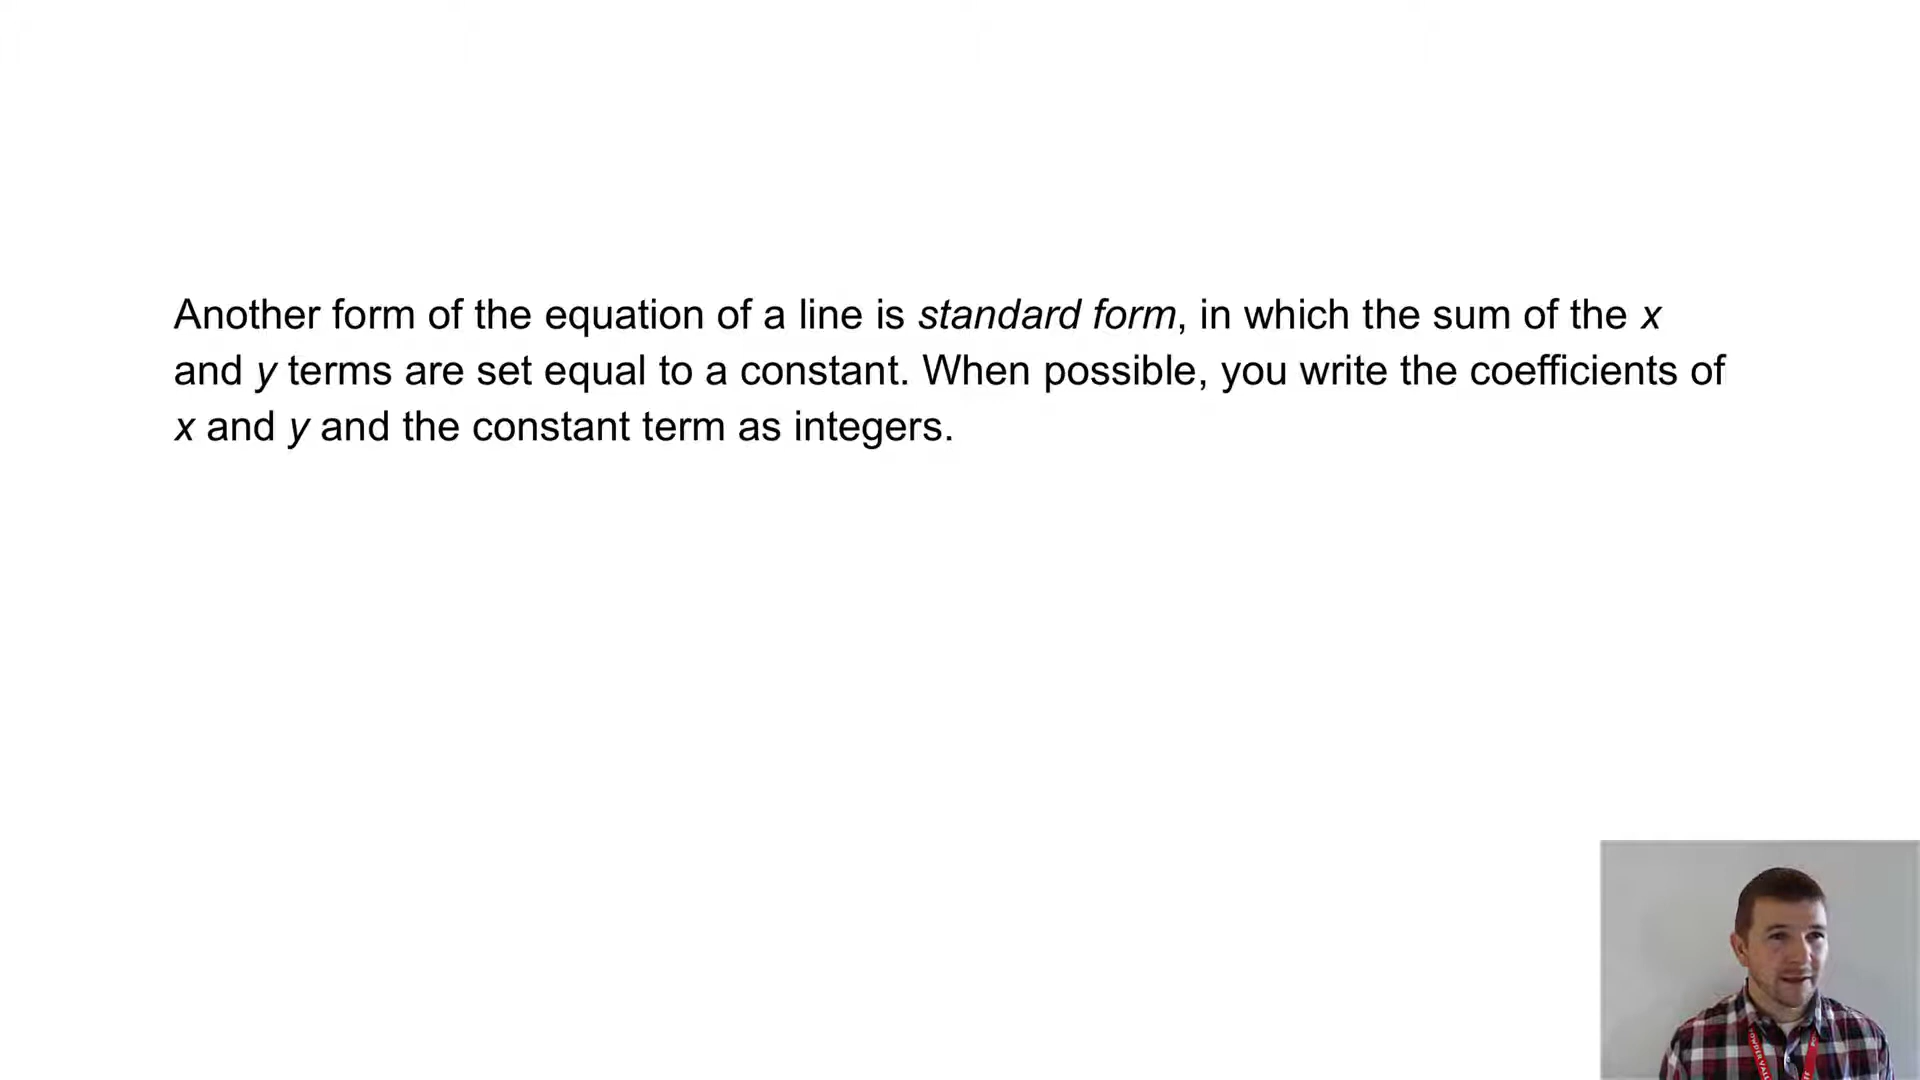 Another form of the equation of a line is standard form, in which the sum of the x
and y terms are set equal to a constant. When possible, you write the coefficients of
x and y and the constant term as integers.